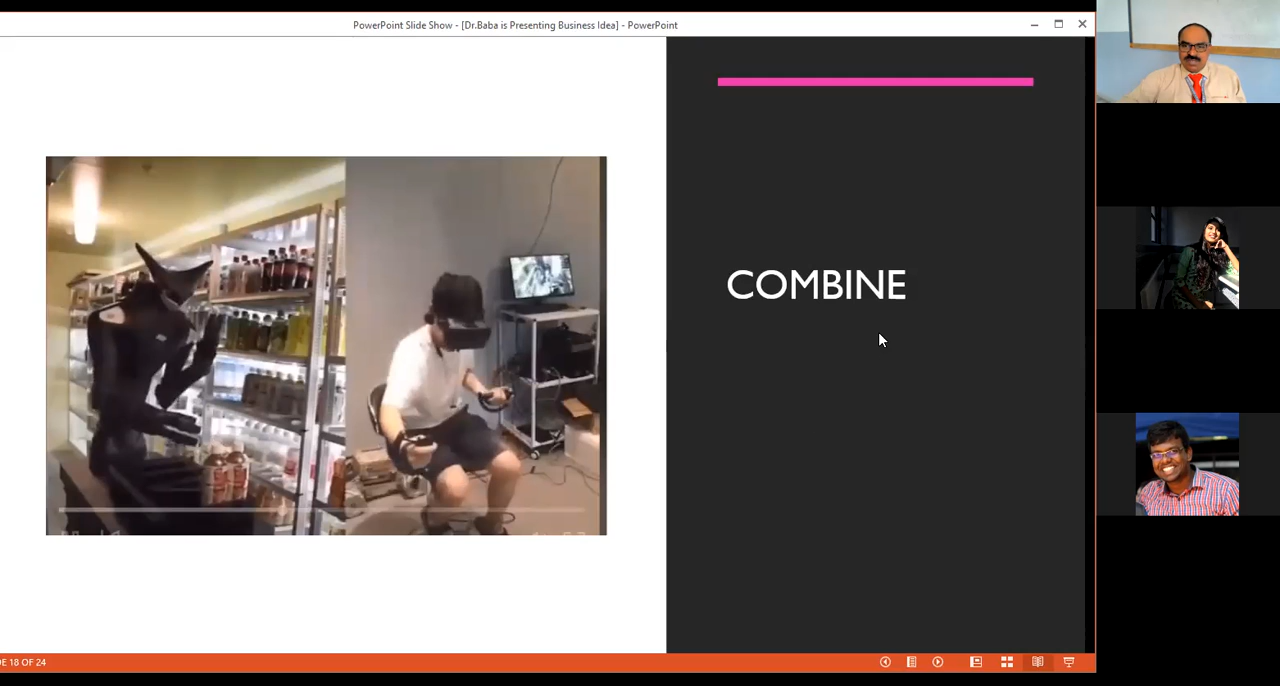 PowerPoint Slide Show - [Dr.Baba is Presenting Business Idea] - PowerPoint
COMBINE
DE 18 OF 24